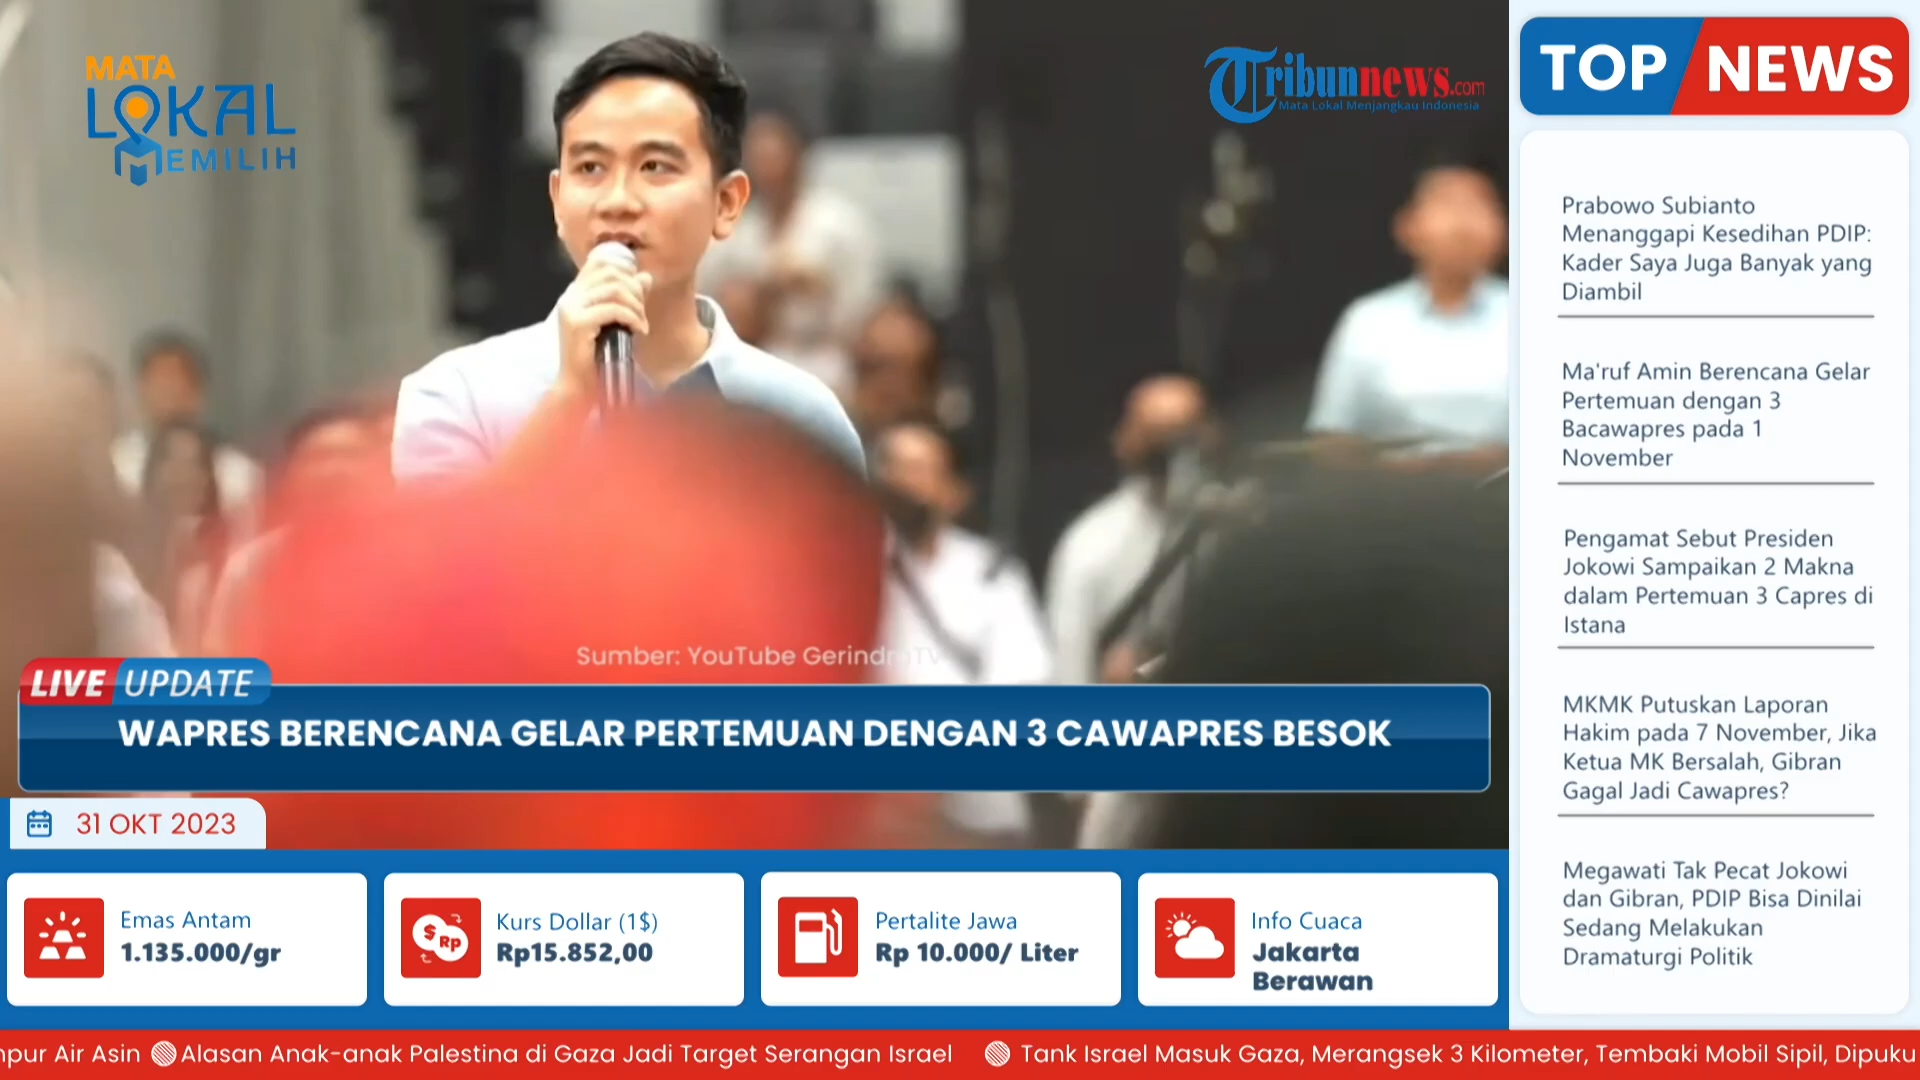 MATA
LOKAL
MEMILIH
Tribunnews.com
Mata Lokal Menjangkau Indonesia
TOP NEWS
Prabowo Subianto
Menanggapi Kesedihan PDIP:
Kader Saya Juga Banyak yang
Diambil
Ma'ruf Amin Berencana Gelar
Pertemuan dengan 3
Bacawapres pada 1
November
Pengamat Sebut Presiden
Jokowi Sampaikan 2 Makna
dalam Pertemuan 3 Capres di
Istana
MKMK Putuskan Laporan
Hakim pada 7 November, Jika
Ketua MK Bersalah, Gibran
Gagal Jadi Cawapres?
Megawati Tak Pecat Jokowi
dan Gibran, PDIP Bisa Dinilai
Sedang Melakukan
Dramaturgi Politik
Sumber: YouTube GerindraTV
LIVE UPDATE
WAPRES BERENCANA GELAR PERTEMUAN DENGAN 3 CAWAPRES BESOK
31 OKT 2023
Emas Antam
1.135.000/gr
Kurs Dollar (1$)
Rp15.852,00
Pertalite Jawa
Rp 10.000/ Liter
Info Cuaca
Jakarta
Berawan
npur Air Asin Alasan Anak-anak Palestina di Gaza Jadi Target Serangan Israel Tank Israel Masuk Gaza, Merangsek 3 Kilometer, Tembaki Mobil Sipil, Dipuku